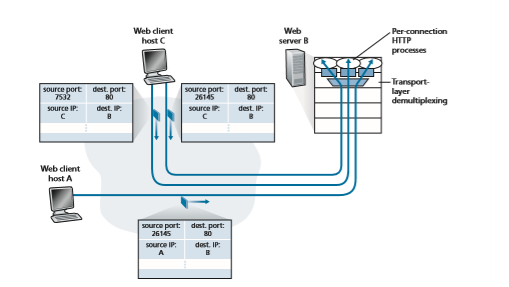 Web client
host C
Web
server B
Per-connection
HTTP
processes
Transport-
layer
demultiplexing
source port:
7532
dest. port:
80
source IP:
C
dest. IP:
B
source port:
26145
dest. port:
80
source IP:
C
dest. IP:
B
Web client
host A
source port:
26145
dest. port:
80
source IP:
A
dest. IP:
B